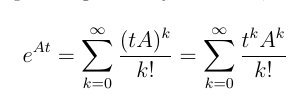 $e^{At} = \sum_{k=0}^{\infty} \frac{(tA)^k}{k!} = \sum_{k=0}^{\infty} \frac{t^k A^k}{k!}$